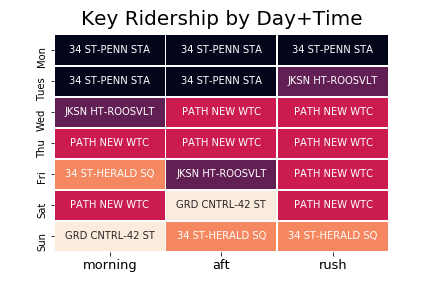 Key Ridership by Day+Time
Mon 34 ST-PENN STA 34 ST-PENN STA 34 ST-PENN STA
Tues 34 ST-PENN STA 34 ST-PENN STA JKSN HT-ROOSVLT
Wed JKSN HT-ROOSVLT PATH NEW WTC PATH NEW WTC
Thu PATH NEW WTC PATH NEW WTC PATH NEW WTC
Fri 34 ST-HERALD SQ JKSN HT-ROOSVLT PATH NEW WTC
Sat PATH NEW WTC GRD CNTRL-42 ST PATH NEW WTC
Sun GRD CNTRL-42 ST 34 ST-HERALD SQ 34 ST-HERALD SQ
morning aft rush